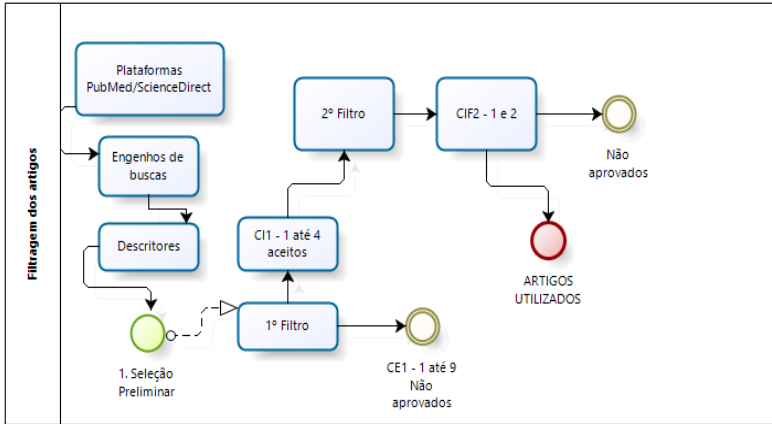 Filtragem dos artigos
Plataformas
PubMed/ScienceDirect
Engenhos de
buscas
Descritores
1. Seleção
Preliminar
1º Filtro
CE1 - 1 até 9
Não
aprovados
CI1 - 1 até 4
aceitos
2º Filtro
CIF2 - 1 e 2
Não
aprovados
ARTIGOS
UTILIZADOS